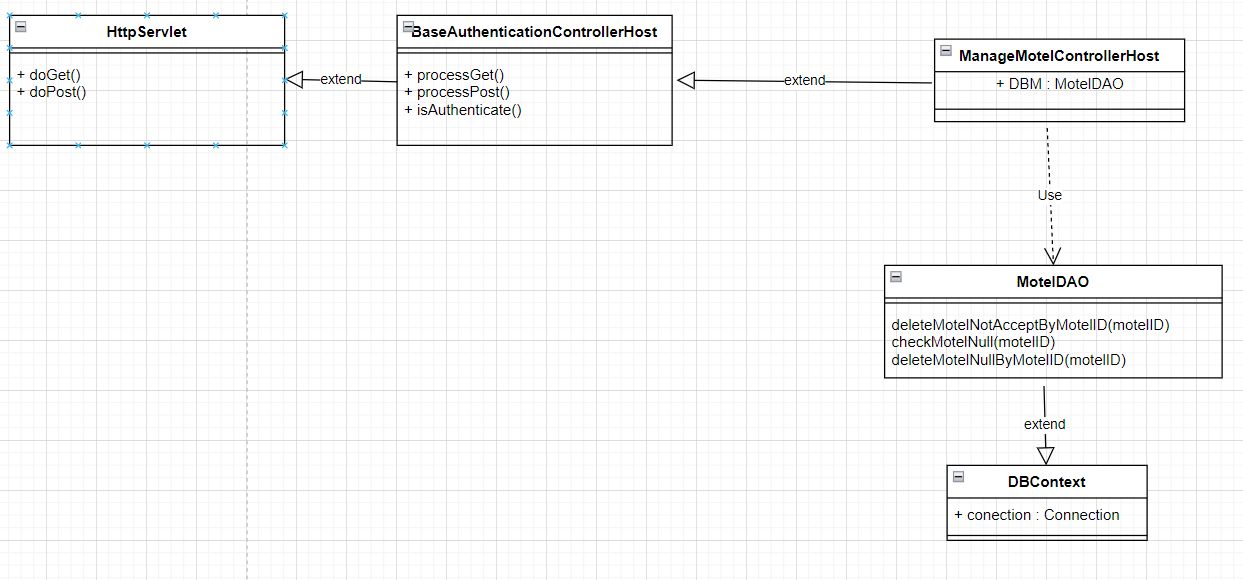 HttpServlet
+ doGet()
+ doPost()
extend
BaseAuthenticationControllerHost
+ processGet()
+ processPost()
+ isAuthenticate()
extend
ManageMotelControllerHost
+ DBM : MotelDAO
Use
MotelDAO
deleteMotelNotAcceptByMotelID(motelID)
checkMotelNull(motelID)
deleteMotelNullByMotelID(motelID)
extend
DBContext
+ conection : Connection